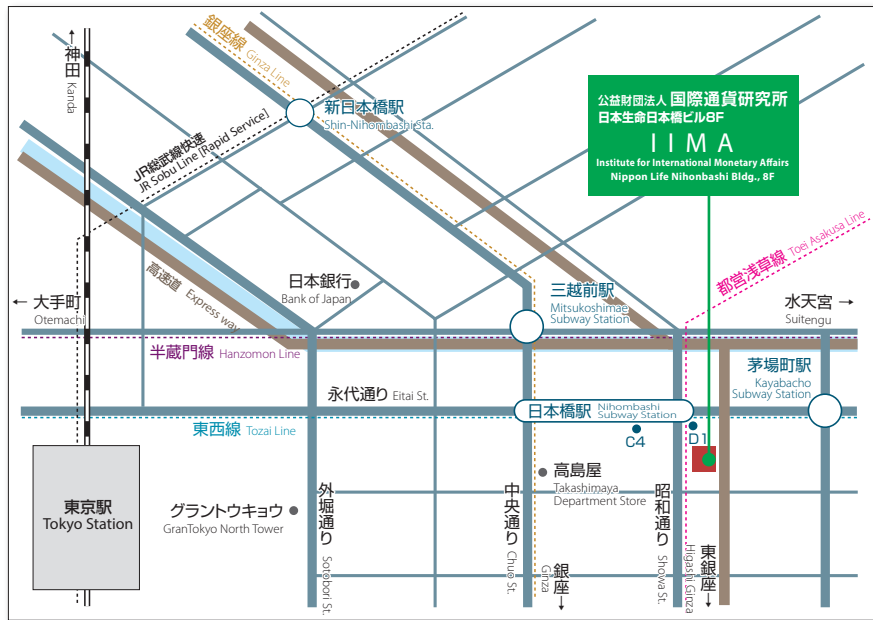 ←神田
Kanda
銀座線 Ginza Line
新日本橋駅
Shin-Nihombashi Sta.
JR総武線快速
JR Sobu Line [Rapid Service]
公益財団法人 国際通貨研究所
日本生命日本橋ビル8F
IIMA
Institute for International Monetary Affairs
Nippon Life Nihonbashi Bldg., 8F
都営浅草線 Toei Asakusa Line
高速道 Express way
日本銀行
Bank of Japan
三越前駅
Mitsukoshimae
Subway Station
← 大手町
Otemachi
水天宮 →
Suitengu
半蔵門線 Hanzomon Line
茅場町駅
Kayabacho
Subway Station
永代通り Eitai St.
日本橋駅 Nihombashi
Subway Station
東西線 Tozai Line
C4
D1
東京駅
Tokyo Station
グラントウキョウ
GranTokyo North Tower
外堀通り Sotobori St.
中央通り Chuo St.
高島屋
Takashimaya
Department Store
昭和通り Showa St.
銀座→
Ginza
東銀座→
Higashi Ginza